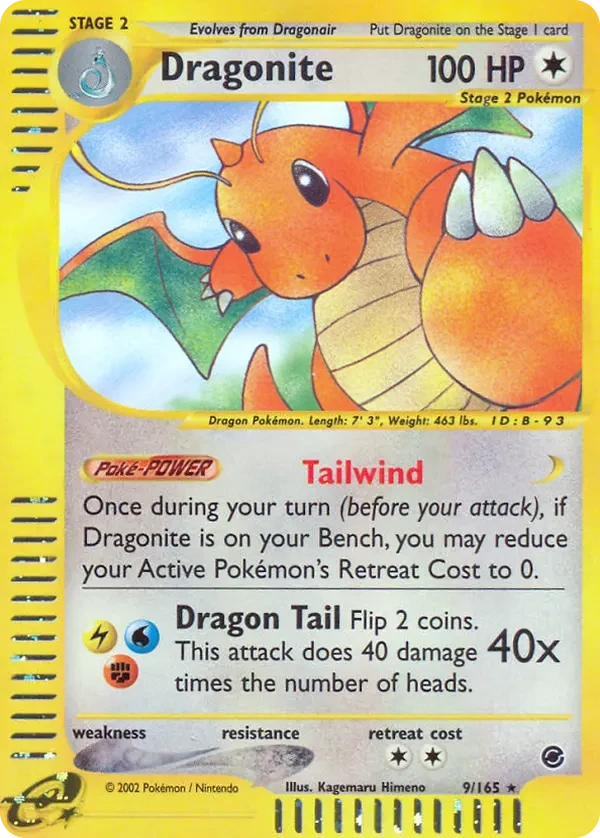 STAGE 2
Evolves from Dragonair
Put Dragonite on the Stage 1 card
Dragonite
100 HP
Stage 2 Pokémon
Dragon Pokémon. Length: 7' 3", Weight: 463 lbs. ID:B-93
Poké-POWER
Tailwind
Once during your turn (before your attack), if
Dragonite is on your Bench, you may reduce
your Active Pokémon's Retreat Cost to 0.
Dragon Tail Flip 2 coins.
This attack does 40 damage
times the number of heads.
40x
weakness
resistance
retreat cost
© 2002 Pokémon / Nintendo
Illus. Kagemaru Himeno
9/165 ★
e